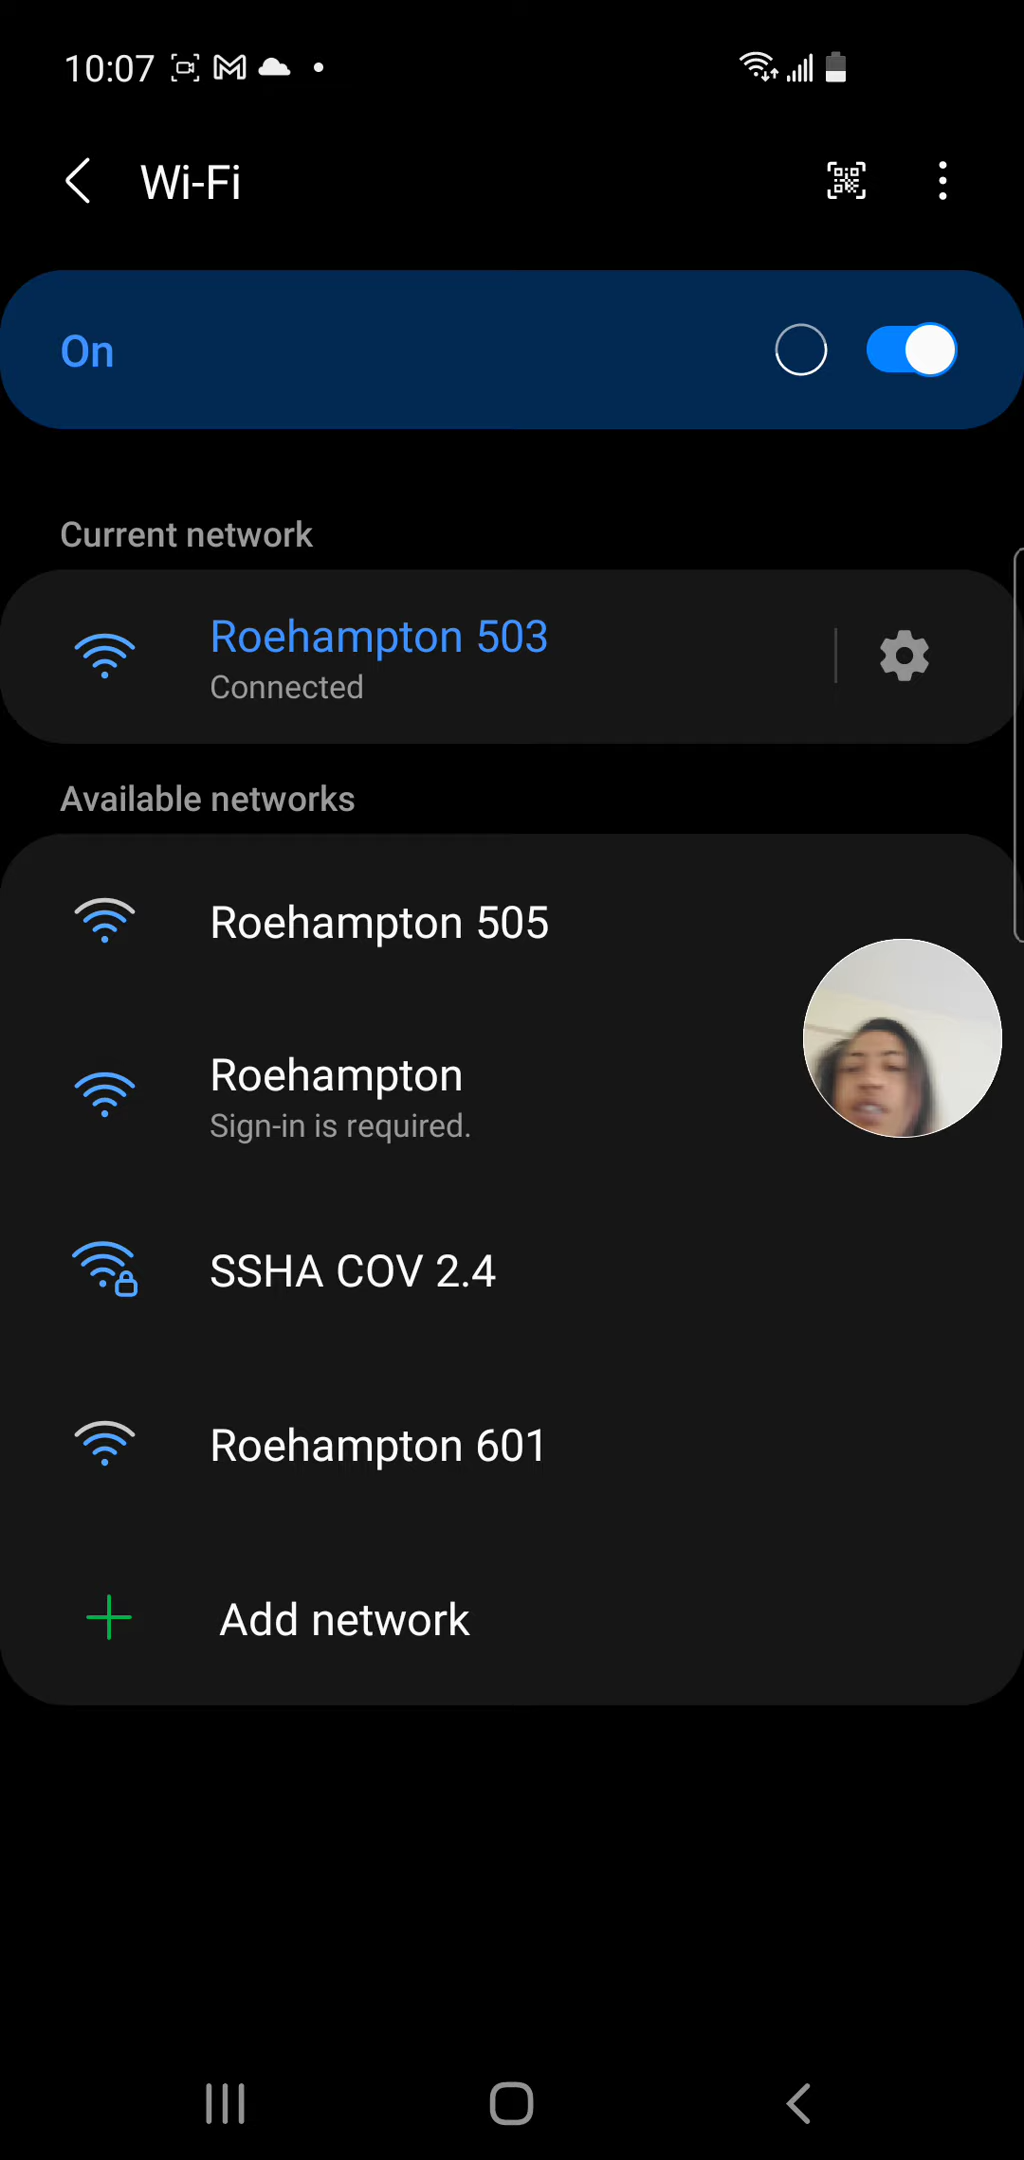 10:07
Wi-Fi
On
Current network
Roehampton 503
Connected
Available networks
Roehampton 505
Roehampton
Sign-in is required.
SSHA COV 2.4
Roehampton 601
Add network